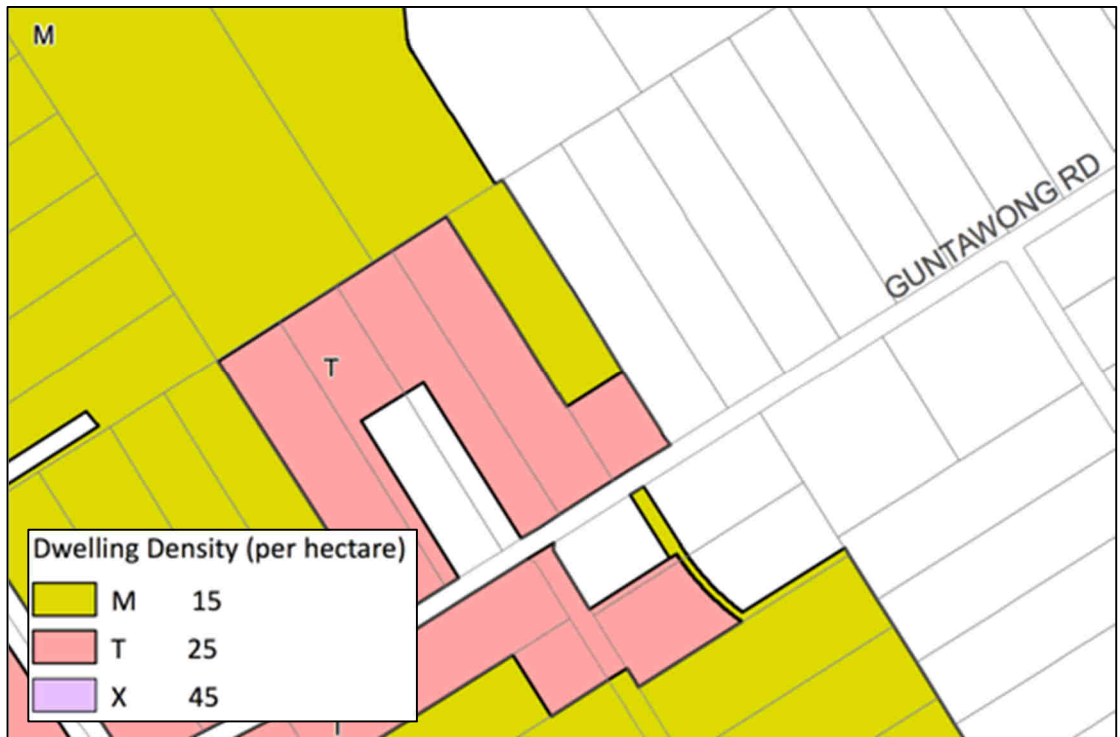 M
GUNTAWONG RD
T
Dwelling Density (per hectare)
M 15
T 25
X 45